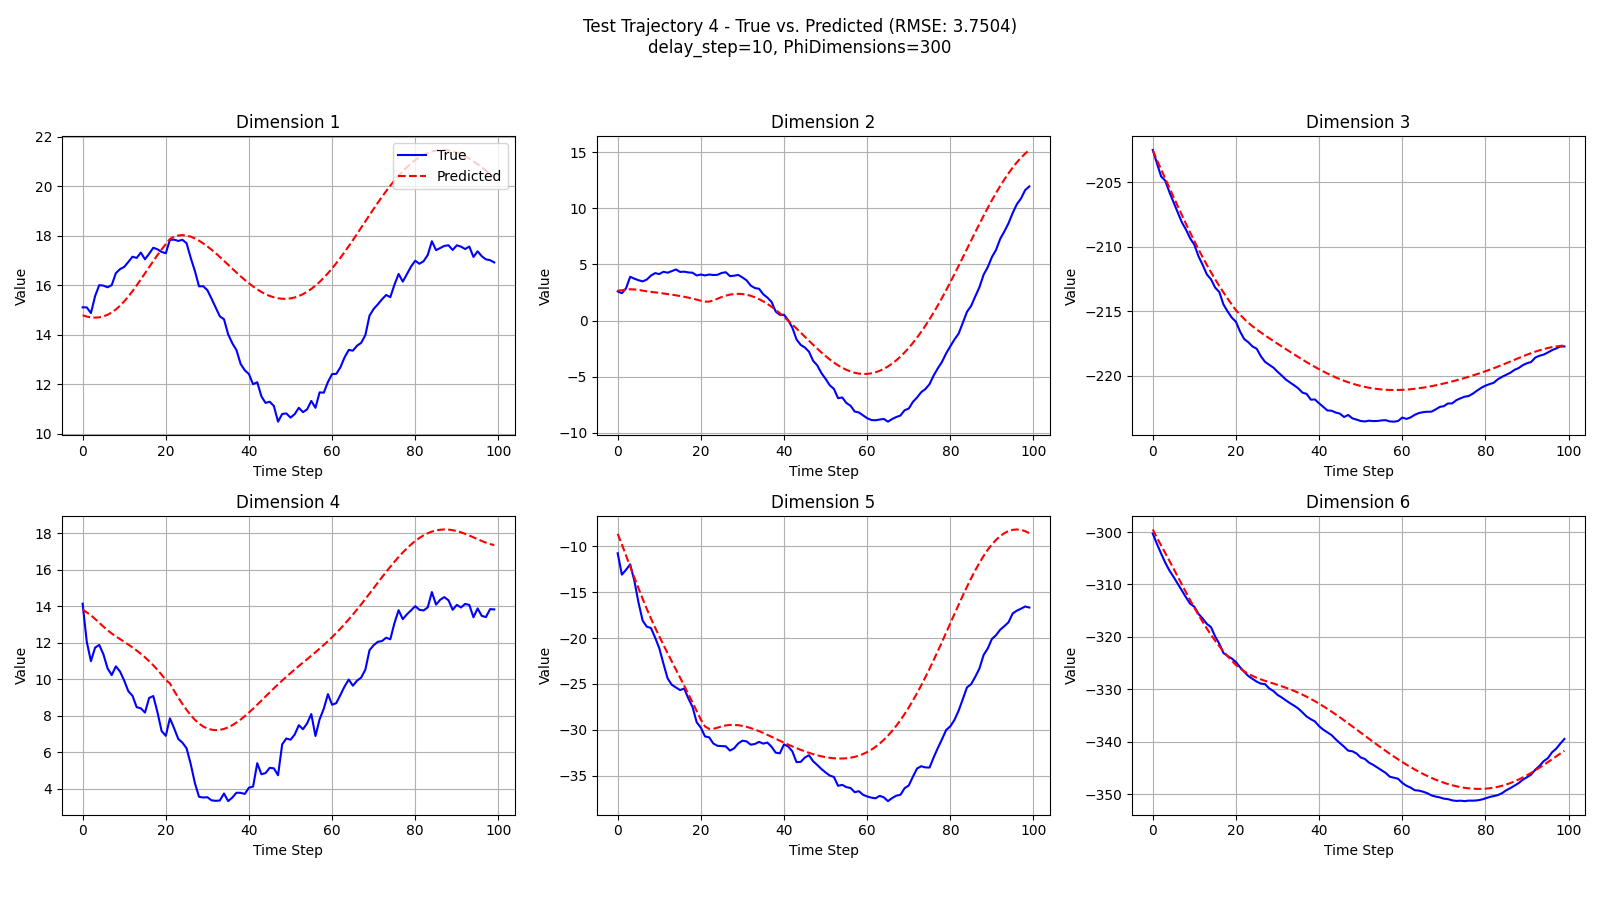 Test Trajectory 4 - True vs. Predicted (RMSE: 3.7504)
delay_step=10, PhiDimensions=300
Dimension 1
Value
22
20
18
16
14
12
10
0 20 40 60 80 100
Time Step
True
Predicted
Dimension 2
Value
15
10
5
0
−5
−10
0 20 40 60 80 100
Time Step
Dimension 3
Value
−205
−210
−215
−220
0 20 40 60 80 100
Time Step
Dimension 4
Value
18
16
14
12
10
8
6
4
0 20 40 60 80 100
Time Step
Dimension 5
Value
−10
−15
−20
−25
−30
−35
0 20 40 60 80 100
Time Step
Dimension 6
Value
−300
−310
−320
−330
−340
−350
0 20 40 60 80 100
Time Step